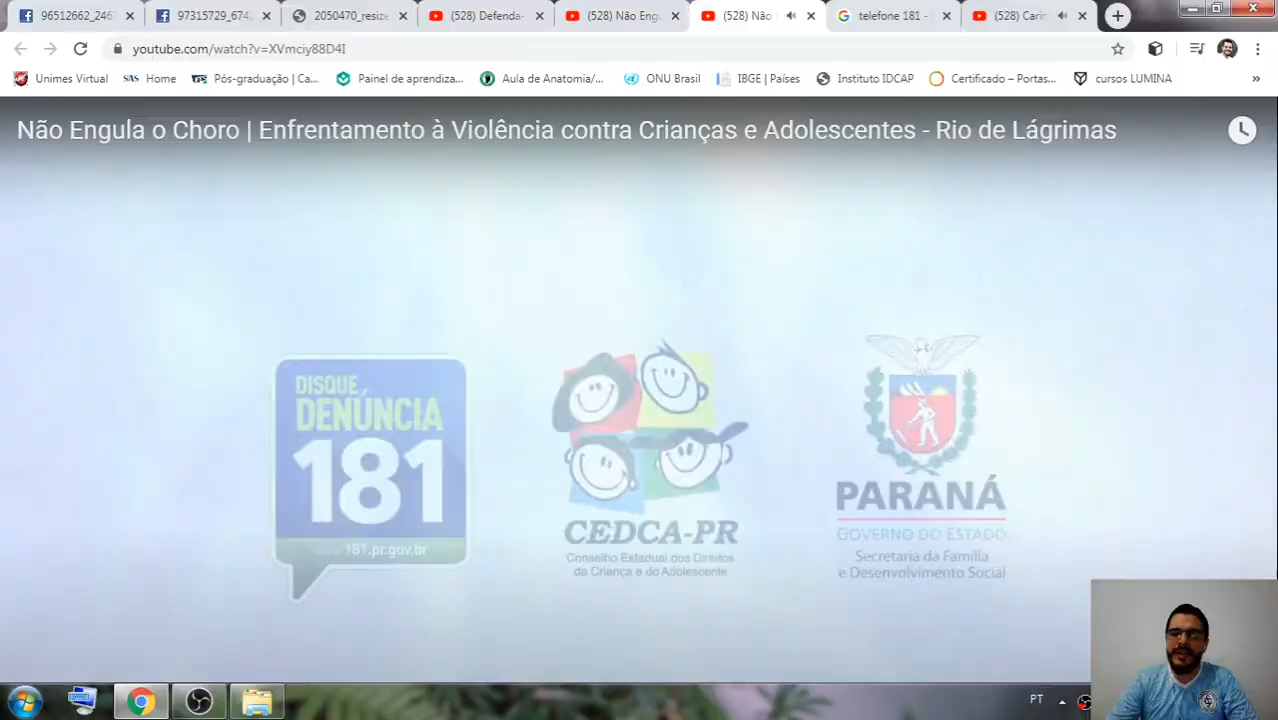 96512662_246
97315729_674
2050470_resize
(528) Defenda-
(528) Não Engu
(528) Não
telefone 181 -
(528) Carin
youtube.com/watch?v=XVmciy88D4I
Unimes Virtual
SAS Home
Pós-graduação | Ca...
Painel de aprendiza...
Aula de Anatomia/...
ONU Brasil
IBGE | Países
Instituto IDCAP
Certificado – Portas...
cursos LUMINA
»
Não Engula o Choro | Enfrentamento à Violência contra Crianças e Adolescentes - Rio de Lágrimas
DISQUE
DENÚNCIA
181
www.181.pr.gov.br
CEDCA-PR
Conselho Estadual dos Direitos
da Criança e do Adolescente
PARANÁ
GOVERNO DO ESTADO
Secretaria da Família
e Desenvolvimento Social
PT